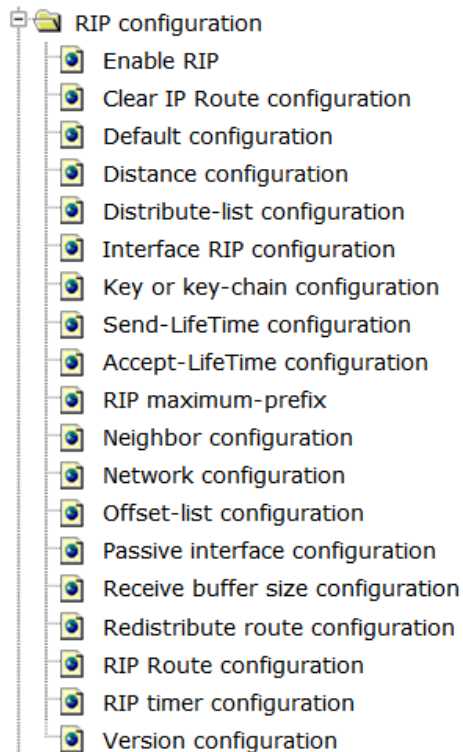 RIP configuration
Enable RIP
Clear IP Route configuration
Default configuration
Distance configuration
Distribute-list configuration
Interface RIP configuration
Key or key-chain configuration
Send-LifeTime configuration
Accept-LifeTime configuration
RIP maximum-prefix
Neighbor configuration
Network configuration
Offset-list configuration
Passive interface configuration
Receive buffer size configuration
Redistribute route configuration
RIP Route configuration
RIP timer configuration
Version configuration